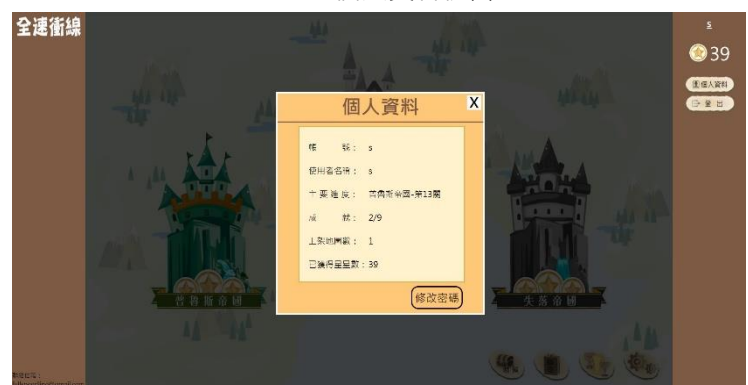 全速衝線
s
39
個人資料
登出
個人資料
X
帳 號： s
使用者名稱： s
主要進度： 普魯斯帝國-第13關
成 就： 2/9
上架地圖數： 1
已獲得星星數：39
修改密碼
普魯斯帝國
失落帝國